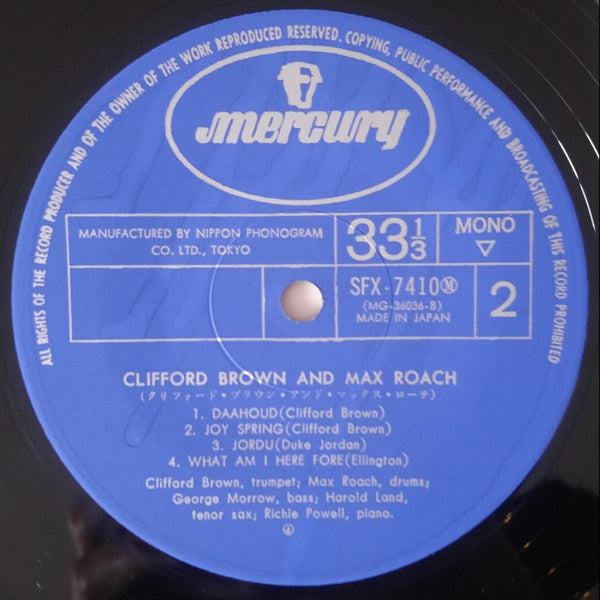 ALL RIGHTS OF THE RECORD PRODUCER AND OF THE OWNER OF THE WORK REPRODUCED RESERVED. COPYING, PUBLIC PERFORMANCE AND BROADCASTING OF THIS RECORD PROHIBITED
mercury
MANUFACTURED BY NIPPON PHONOGRAM
CO. LTD., TOKYO
33 1/3
MONO
▽
SFX-7410Ⓜ
(MG-36036-B)
MADE IN JAPAN
2
CLIFFORD BROWN AND MAX ROACH
(クリフォード・ブラウン・アンド・マックス・ローチ)
1. DAAHOUD(Clifford Brown)
2. JOY SPRING(Clifford Brown)
3. JORDU(Duke Jordan)
4. WHAT AM I HERE FORE(Ellington)
Clifford Brown, trumpet; Max Roach, drums;
George Morrow, bass; Harold Land,
tenor sax; Richie Powell, piano.
④